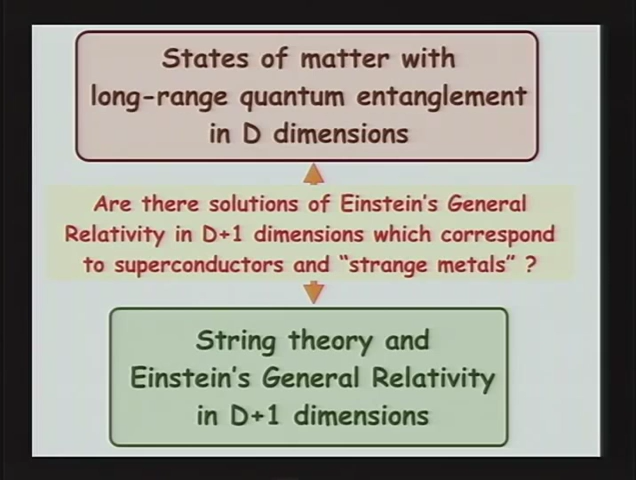 States of matter with
long-range quantum entanglement
in D dimensions
Are there solutions of Einstein's General
Relativity in D+1 dimensions which correspond
to superconductors and “strange metals” ?
String theory and
Einstein's General Relativity
in D+1 dimensions